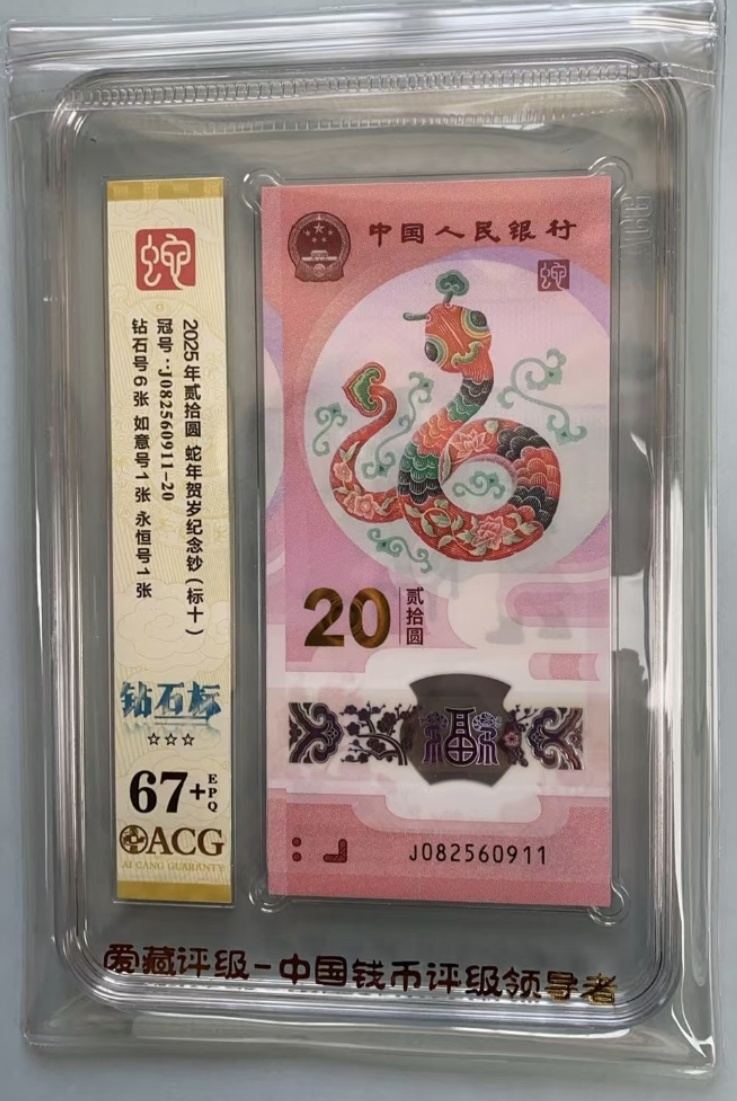 蛇
2025年贰拾圆 蛇年贺岁纪念钞(标十)
冠号:J082560911-20
钻石号6张 如意号1张 永恒号1张
钻石标
☆☆☆
67+EPQ
ACG
AI CANG GUARANTY
中国人民银行
蛇
20
贰拾圆
福
J082560911
爱藏评级-中国钱币评级领导者